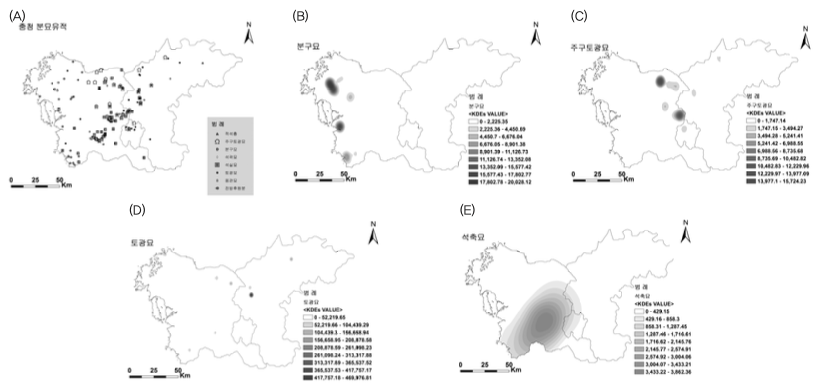 (A)
충청 분묘유적
N
범 례
0 25 50
Km
(B)
분구묘
N
범 례
분구묘
<KDEs VALUE>
0 - 2,225.35
2,225.36 - 4,450.69
4,450.7 - 6,676.04
6,676.05 - 8,901.38
8,901.39 - 11,126.73
11,126.74 - 13,352.08
13,352.09 - 15,577.42
15,577.43 - 17,802.77
17,802.78 - 20,028.12
0 25 50
Km
(C)
주구토광묘
N
범 례
주구토광묘
<KDEs VALUE>
0 - 1,747.14
1,747.15 - 3,494.27
3,494.28 - 5,241.41
5,241.42 - 6,988.55
6,988.56 - 8,735.68
8,735.69 - 10,482.82
10,482.83 - 12,229.96
12,229.97 - 13,977.09
13,977.1 - 15,724.23
0 25 50
Km
(D)
토광묘
N
범 례
토광묘
<KDEs VALUE>
0 - 52,219.65
52,219.66 - 104,439.29
104,439.3 - 156,658.94
156,658.95 - 208,878.58
208,878.59 - 261,098.23
261,098.24 - 313,317.88
313,317.89 - 365,537.52
365,537.53 - 417,757.17
417,757.18 - 469,976.81
0 25 50
Km
(E)
석축묘
N
범 례
석축묘
<KDEs VALUE>
0 - 429.15
429.16 - 858.3
858.31 - 1,287.45
1,287.46 - 1,716.61
1,716.62 - 2,145.76
2,145.77 - 2,574.91
2,574.92 - 3,004.06
3,004.07 - 3,433.21
3,433.22 - 3,862.36
0 25 50
Km